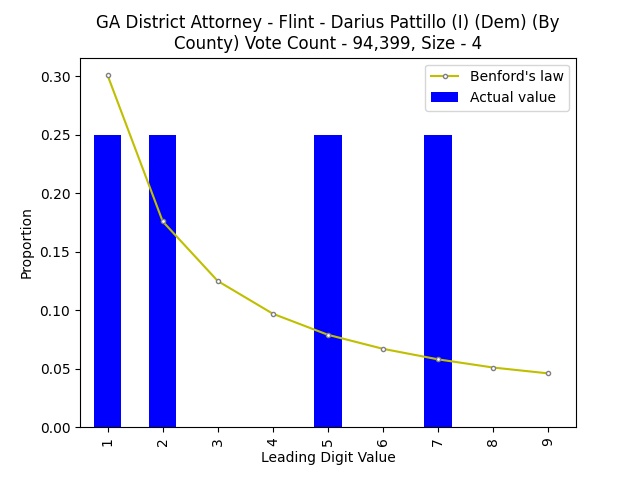 GA District Attorney - Flint - Darius Pattillo (I) (Dem) (By
County) Vote Count - 94,399, Size - 4
Benford's law
Actual value
0.30
0.25
0.20
0.15
0.10
0.05
0.00
Proportion
1 2 3 4 5 6 7 8 9
Leading Digit Value